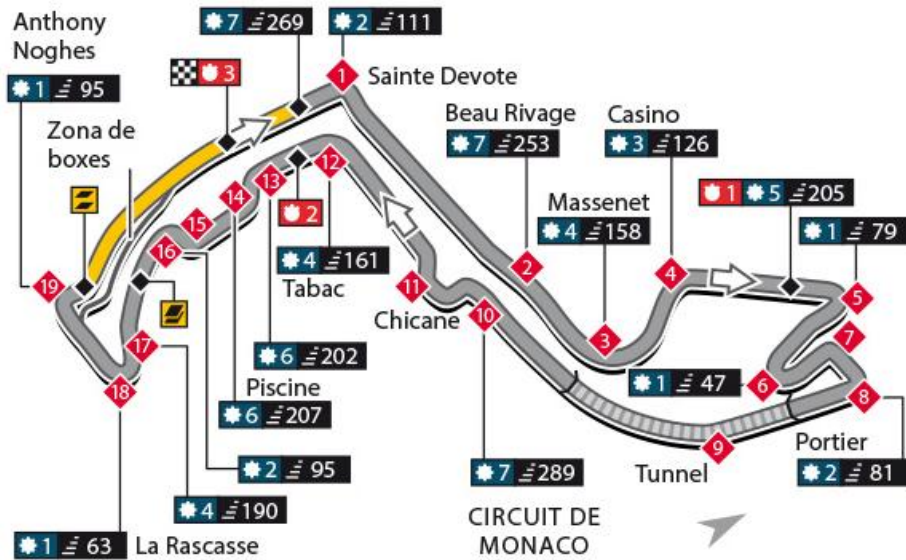 Anthony
Noghes
1 95
Zona de
boxes
3
7 269
2 111
1
Sainte Devote
Beau Rivage
7 253
Casino
3 126
Massenet
4 158
1 5 205
1 79
2
3
4
5
6
7
8
1 47
Portier
2 81
9
Tunnel
10
7 289
Chicane
11
12
4 161
Tabac
2
13
6 202
Piscine
14
6 207
15
16
2 95
17
4 190
18
1 63
La Rascasse
19
CIRCUIT DE
MONACO